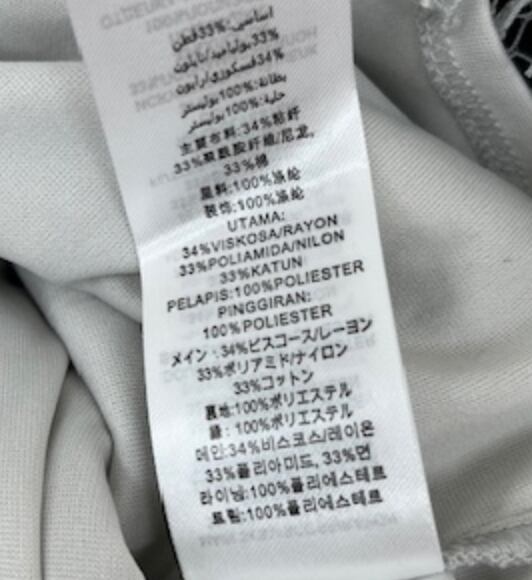 أساسي: 33%قطن
33%بولياميد/نايلون
34%فسكوز/رايون
بطانة: 100%بوليستر
حلية: 100%بوليستر
主要布料:34%粘纤
33%聚酰胺纤维/尼龙,
33%棉
里料:100%涤纶
装饰:100%涤纶
UTAMA:
34%VISKOSA/RAYON
33%POLIAMIDA/NILON
33%KATUN
PELAPIS:100%POLIESTER
PINGGIRAN:
100%POLIESTER
メイン:34%ビスコース/レーヨン
33%ポリアミド/ナイロン
33%コットン
裏地:100%ポリエステル
縁:100%ポリエステル
메인:34%비스코스/레이온
33%폴리아미드, 33%면
라이닝:100%폴리에스테르
트림:100%폴리에스테르